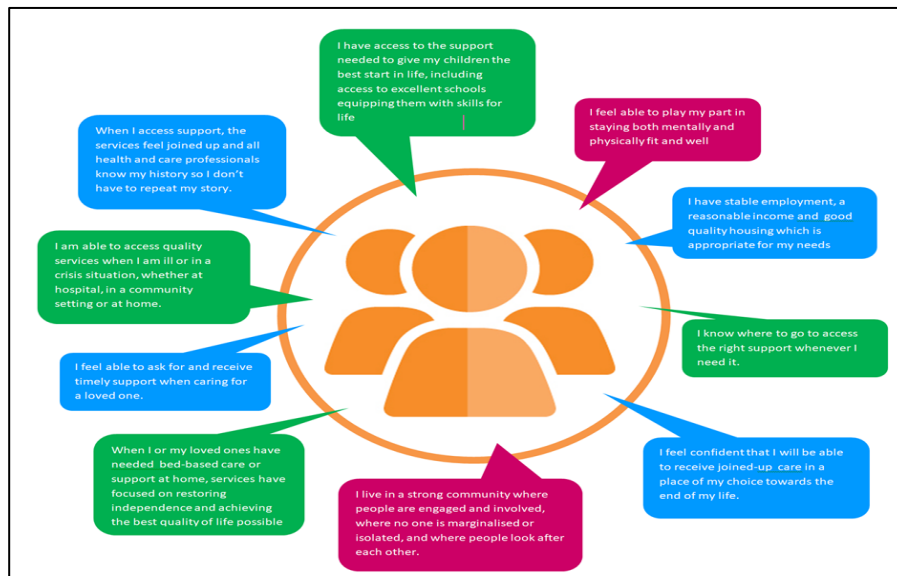 I have access to the support
needed to give my children the
best start in life, including
access to excellent schools
equipping them with skills for
life
I feel able to play my part in
staying both mentally and
physically fit and well
When I access support, the
services feel joined up and all
health and care professionals
know my history so I don’t
have to repeat my story.
I have stable employment, a
reasonable income and good
quality housing which is
appropriate for my needs
I am able to access quality
services when I am ill or in a
crisis situation, whether at
hospital, in a community
setting or at home.
I know where to go to access
the right support whenever I
need it.
I feel able to ask for and receive
timely support when caring for
a loved one.
When I or my loved ones have
needed bed-based care or
support at home, services have
focused on restoring
independence and achieving
the best quality of life possible
I feel confident that I will be able
to receive joined-up care in a
place of my choice towards the
end of my life.
I live in a strong community where
people are engaged and involved,
where no one is marginalised or
isolated, and where people look after
each other.